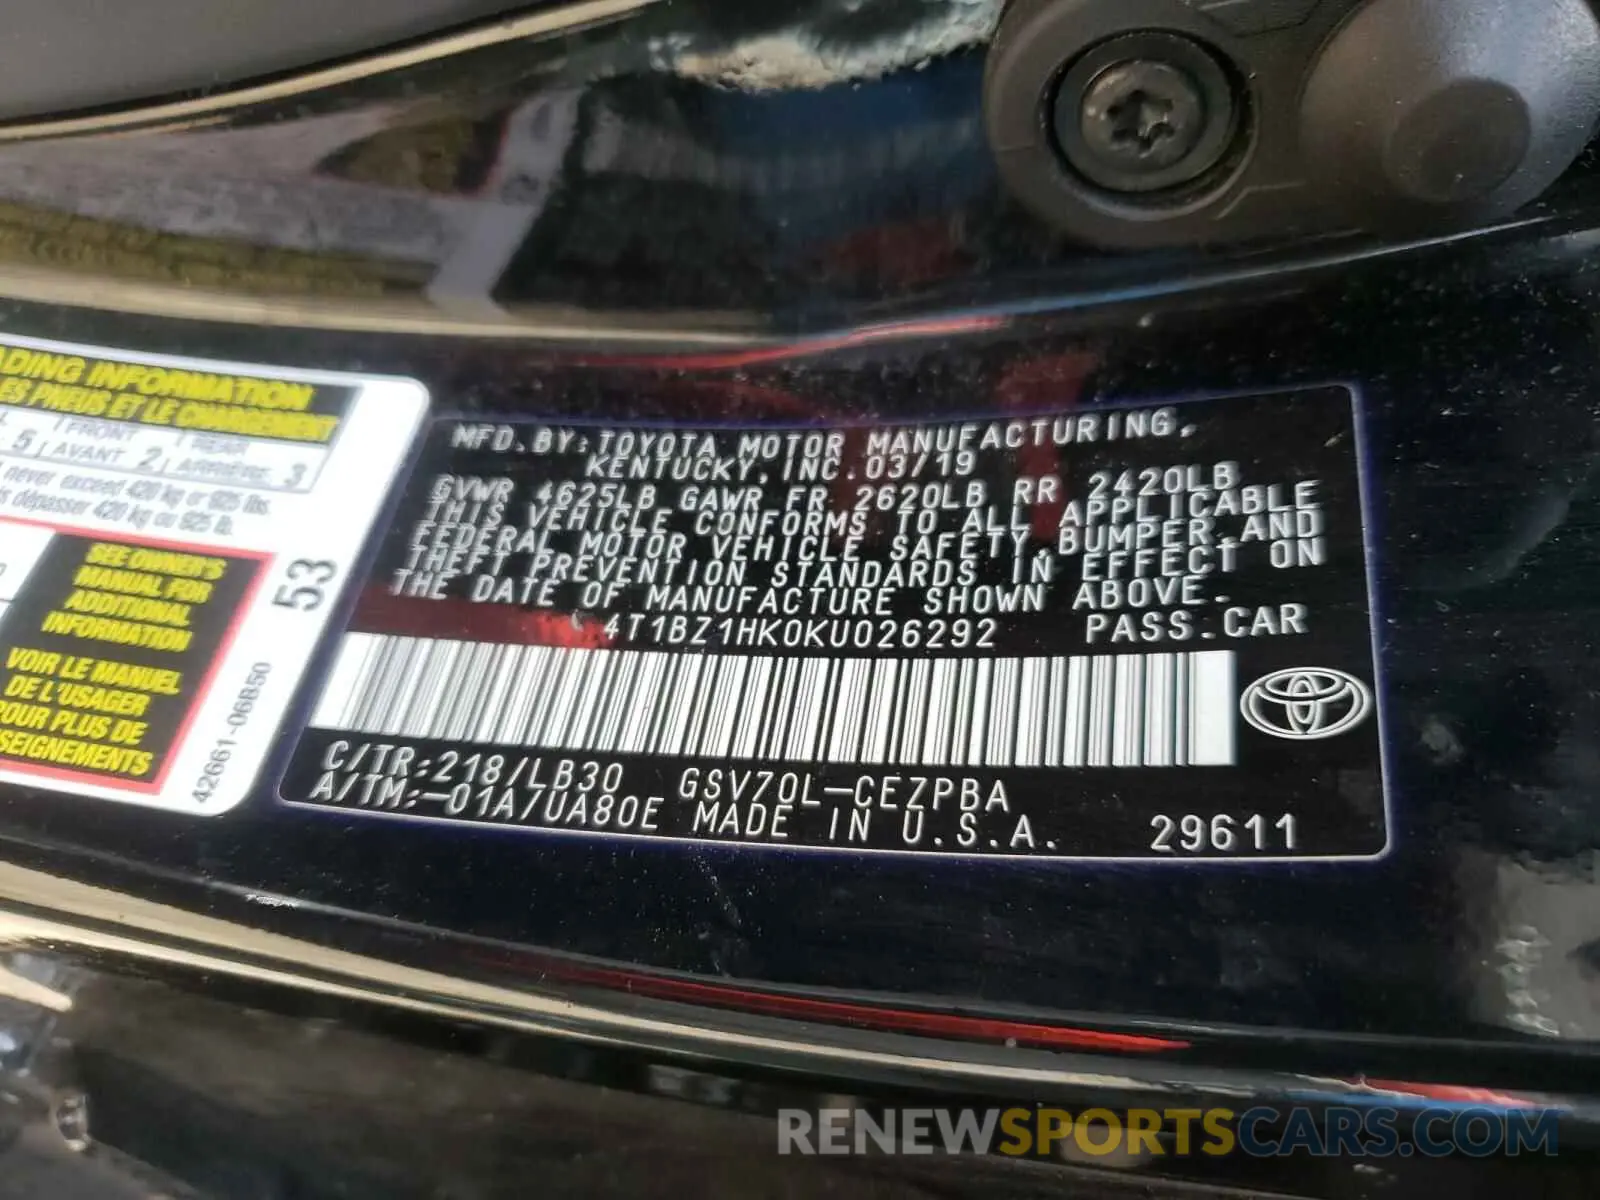 ADING INFORMATION
LES PNEUS ET LE CHARGEMENT
5 FRONT AVANT 2 REAR ARRIÈRE 3
never exceed 420 kg or 925 lbs.
dépasser 420 kg ou 925 lb.
SEE OWNER'S
MANUAL FOR
ADDITIONAL
INFORMATION
VOIR LE MANUEL
DE L'USAGER
POUR PLUS DE
SEIGNEMENTS
53
42661-06B50
MFD. BY: TOYOTA MOTOR MANUFACTURING,
KENTUCKY, INC. 03/19
GVWR 4625LB GAWR FR 2620LB RR 2420LB
THIS VEHICLE CONFORMS TO ALL APPLICABLE
FEDERAL MOTOR VEHICLE SAFETY, BUMPER, AND
THEFT PREVENTION STANDARDS IN EFFECT ON
THE DATE OF MANUFACTURE SHOWN ABOVE.
4T1BZ1HK0KU026292 PASS. CAR
C/TR:218/LB30 GSV70L-CEZPBA
A/TM:-01A/UA80E MADE IN U.S.A. 29611
RENEWSPORTSCARS.COM